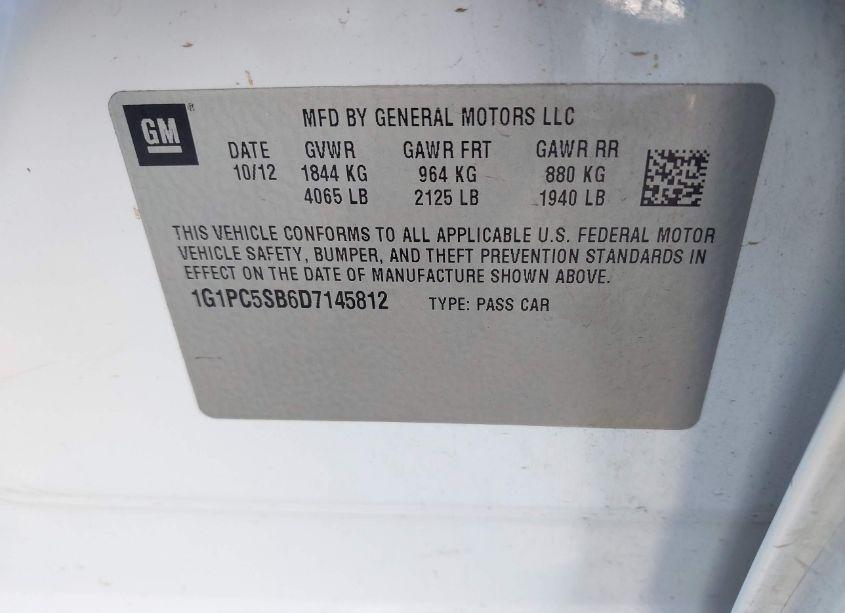 GM ®
MFD BY GENERAL MOTORS LLC
DATE GVWR GAWR FRT GAWR RR
10/12 1844 KG 964 KG 880 KG
4065 LB 2125 LB 1940 LB
THIS VEHICLE CONFORMS TO ALL APPLICABLE U.S. FEDERAL MOTOR
VEHICLE SAFETY, BUMPER, AND THEFT PREVENTION STANDARDS IN
EFFECT ON THE DATE OF MANUFACTURE SHOWN ABOVE.
1G1PC5SB6D7145812 TYPE: PASS CAR